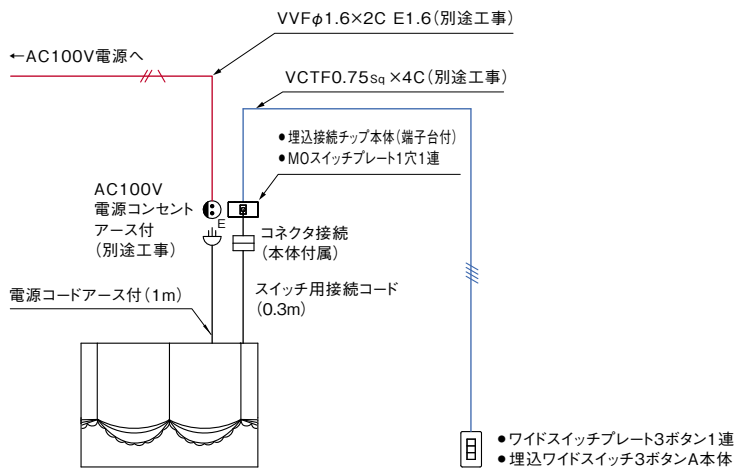 VVFφ1.6×2C E1.6(別途工事)
←AC100V電源へ
VCTF0.75Sq×4C(別途工事)
●埋込接続チップ本体(端子台付)
●MOスイッチプレート1穴1連
AC100V
電源コンセント
アース付
(別途工事)
E
コネクタ接続
(本体付属)
電源コードアース付(1m)
スイッチ用接続コード
(0.3m)
●ワイドスイッチプレート3ボタン1連
●埋込ワイドスイッチ3ボタンA本体